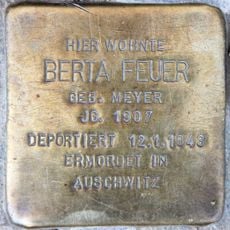 HIER WOHNTE
BERTA FEUER
GEB. MEYER
JG. 1907
DEPORTIERT 12.1.1943
ERMORDET IN
AUSCHWITZ